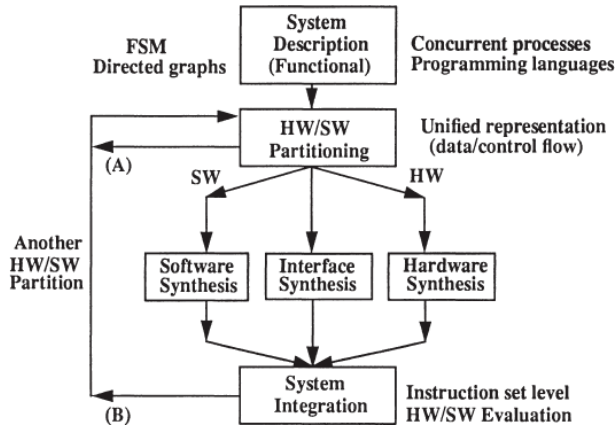 FSM
Directed graphs
System
Description
(Functional)
Concurrent processes
Programming languages
HW/SW
Partitioning
Unified representation
(data/control flow)
(A)
SW
HW
Another
HW/SW
Partition
Software
Synthesis
Interface
Synthesis
Hardware
Synthesis
System
Integration
Instruction set level
HW/SW Evaluation
(B)